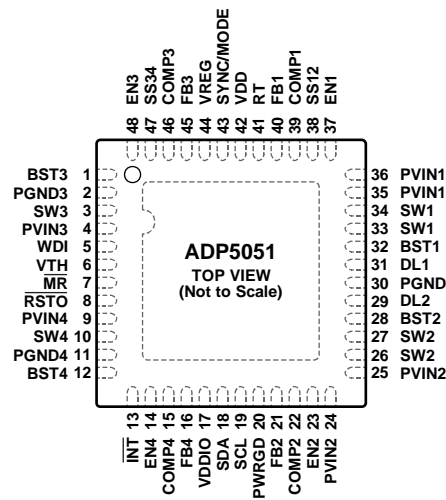 48 EN3
47 SS34
46 COMP3
45 FB3
44 VREG
43 SYNC/MODE
42 VDD
41 RT
40 FB1
39 COMP1
38 SS12
37 EN1
BST3 1
PGND3 2
SW3 3
PVIN3 4
WDI 5
VTH 6
MR 7
RSTO 8
PVIN4 9
SW4 10
PGND4 11
BST4 12
ADP5051
TOP VIEW
(Not to Scale)
36 PVIN1
35 PVIN1
34 SW1
33 SW1
32 BST1
31 DL1
30 PGND
29 DL2
28 BST2
27 SW2
26 SW2
25 PVIN2
INT 13
EN4 14
COMP4 15
FB4 16
VDDIO 17
SDA 18
SCL 19
PWRGD 20
FB2 21
COMP2 22
EN2 23
PVIN2 24